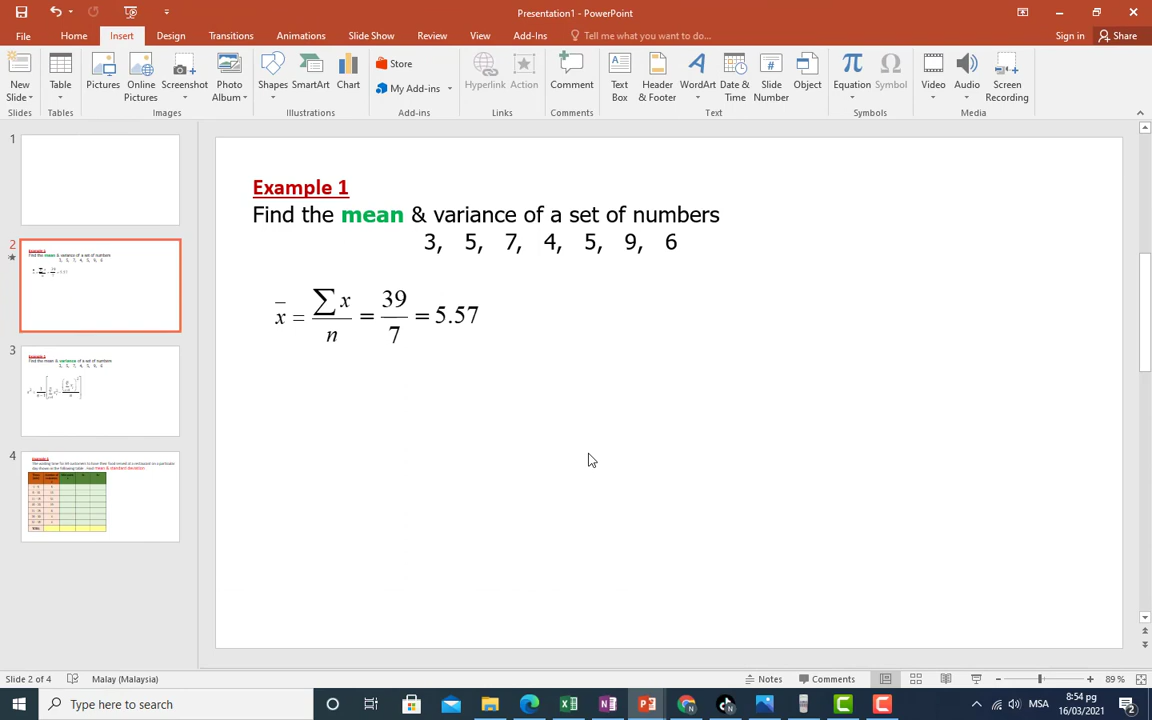 Presentation1 - PowerPoint
File Home Insert Design Transitions Animations Slide Show Review View Add-Ins Tell me what you want to do... Sign in Share
New Slide Table Pictures Online Pictures Screenshot Photo Album Shapes SmartArt Chart Store My Add-ins Hyperlink Action Comment Text Box Header & Footer WordArt Date & Time Slide Number Object Equation Symbol Video Audio Screen Recording
Slides Tables Images Illustrations Add-ins Links Comments Text Symbols Media
1
2
3
4
Example 1
Find the mean & variance of a set of numbers
3, 5, 7, 4, 5, 9, 6
x̄ = ∑x / n = 39 / 7 = 5.57
Slide 2 of 4 Malay (Malaysia) Notes Comments 89 %
Type here to search MSA 8:54 pg
16/03/2021 2